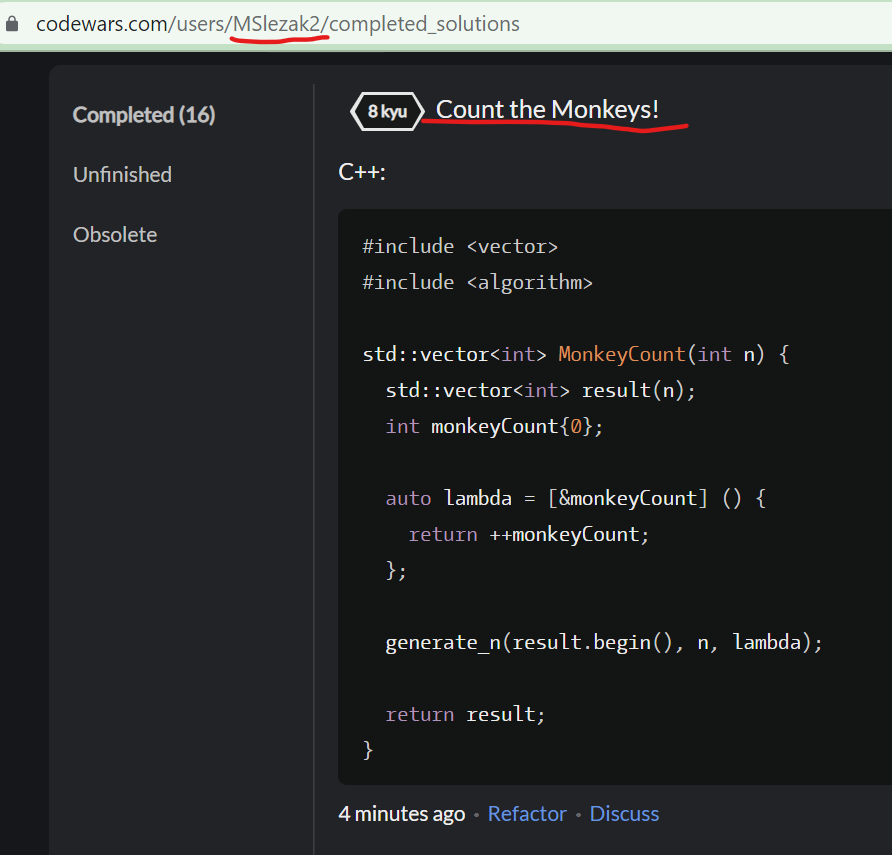 codewars.com/users/MSlezak2/completed_solutions
Completed (16)
Unfinished
Obsolete
8 kyu Count the Monkeys!
C++:
#include <vector>
#include <algorithm>
std::vector<int> MonkeyCount(int n) {
std::vector<int> result(n);
int monkeyCount{0};
auto lambda = [&monkeyCount] () {
return ++monkeyCount;
};
generate_n(result.begin(), n, lambda);
return result;
}
4 minutes ago • Refactor • Discuss